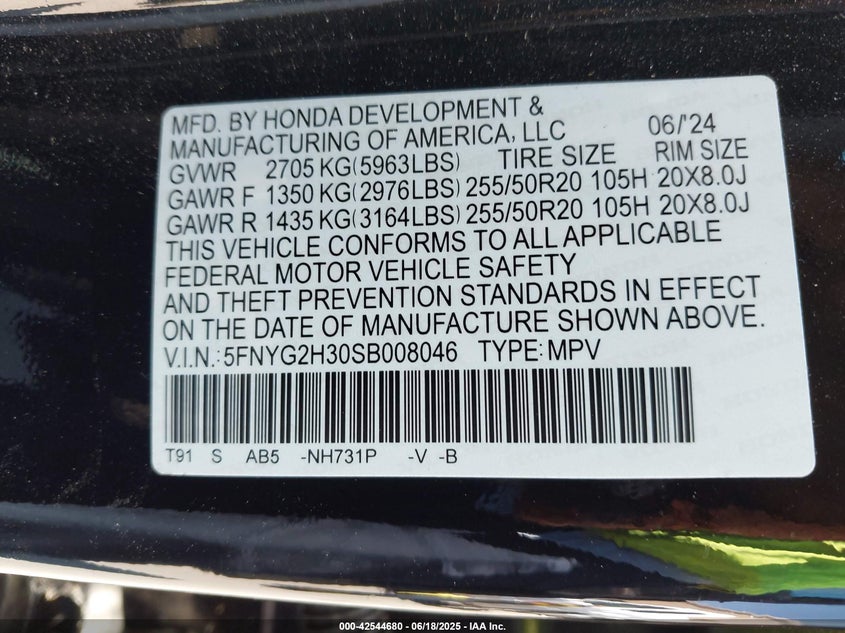 MFD. BY HONDA DEVELOPMENT &
MANUFACTURING OF AMERICA, LLC 06/'24
GVWR 2705 KG(5963LBS) TIRE SIZE RIM SIZE
GAWR F 1350 KG(2976LBS) 255/50R20 105H 20X8.0J
GAWR R 1435 KG(3164LBS) 255/50R20 105H 20X8.0J
THIS VEHICLE CONFORMS TO ALL APPLICABLE
FEDERAL MOTOR VEHICLE SAFETY
AND THEFT PREVENTION STANDARDS IN EFFECT
ON THE DATE OF MANUFACTURE SHOWN ABOVE.
V.I.N.: 5FNYG2H30SB008046 TYPE: MPV
T91 S AB5 -NH731P -V -B
000-42544680 - 06/18/2025 - IAA Inc.